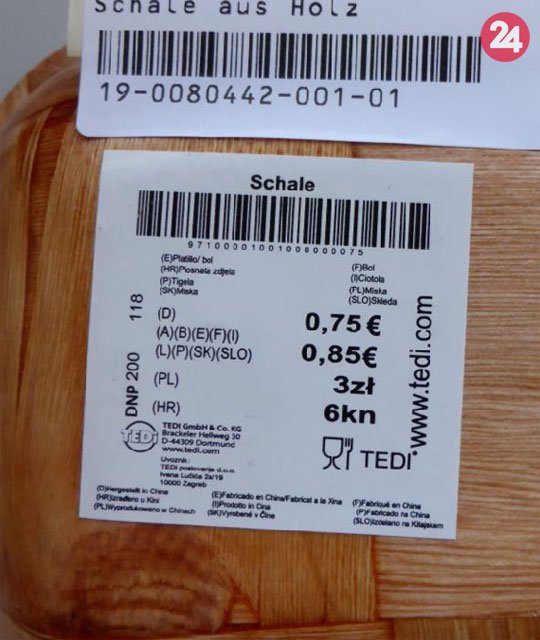 Schale aus Holz
24
19-0080442-001-01
Schale
97100001001000000075
(E)Platillo/ bol
(HR)Plosnata zdjela
(P)Tigela
(SK)Miska
(F)Bol
(I)Ciotola
(PL)Miska
(SLO)Skleda
(D) 0,75€
(A)(B)(E)(F)(I) 0,85€
(L)(P)(SK)(SLO)
(PL) 3zł
(HR) 6kn
DNP 200 118
www.tedi.com
TEDi
TEDI GmbH & Co. KG
Brackeler Hellweg 30
D-44309 Dortmund
www.tedi.com
Uvoznik:
TEDI poslovanje d.o.o.
Ivana Lučića 2a/19
10000 Zagreb
TEDI
(D)Hergestellt in China
(HR)Izrađeno u Kini
(PL)Wyprodukowano w Chinach
(E)Fabricado en China/Fabricat a la Xina
(I)Prodotto in Cina
(SK)Vyrobené v Číne
(F)Fabriqué en China
(P)Fabricado na China
(SLO)Izdelano na Kitajskem